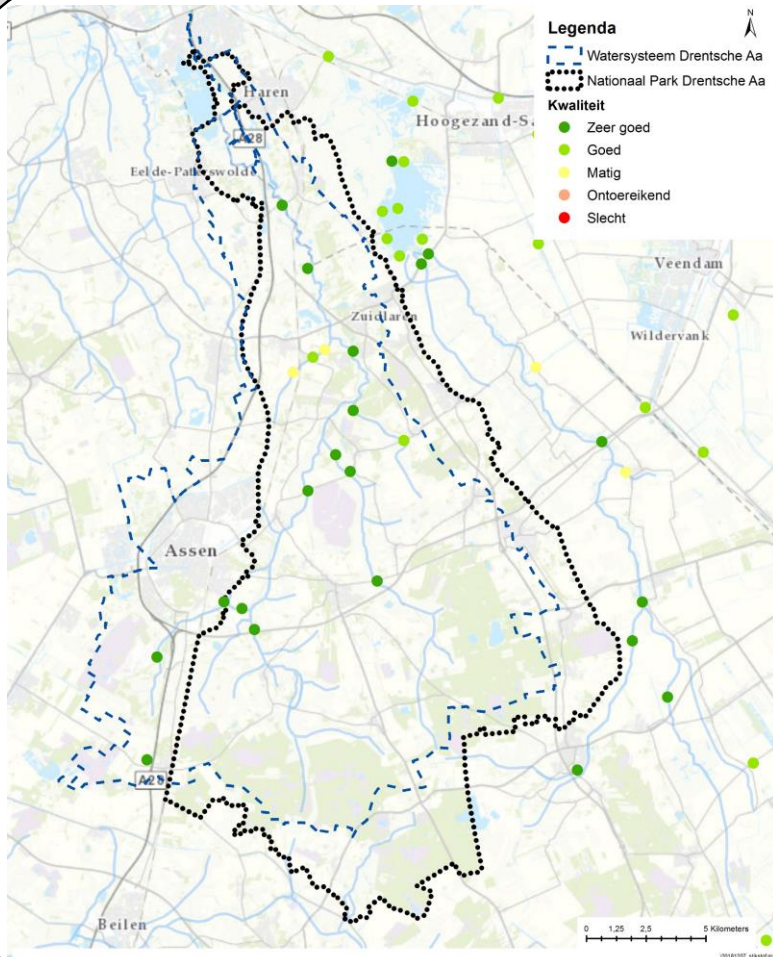 Legenda
N
Watersysteem Drentsche Aa
Nationaal Park Drentsche Aa
Kwaliteit
Zeer goed
Goed
Matig
Ontoereikend
Slecht
Haren
Hoogezand-Sa
A28
Eelde-Paterswolde
Veendam
Zuidlaren
Wildervank
Assen
A28
Beilen
0 1,25 2,5 5 Kilometers